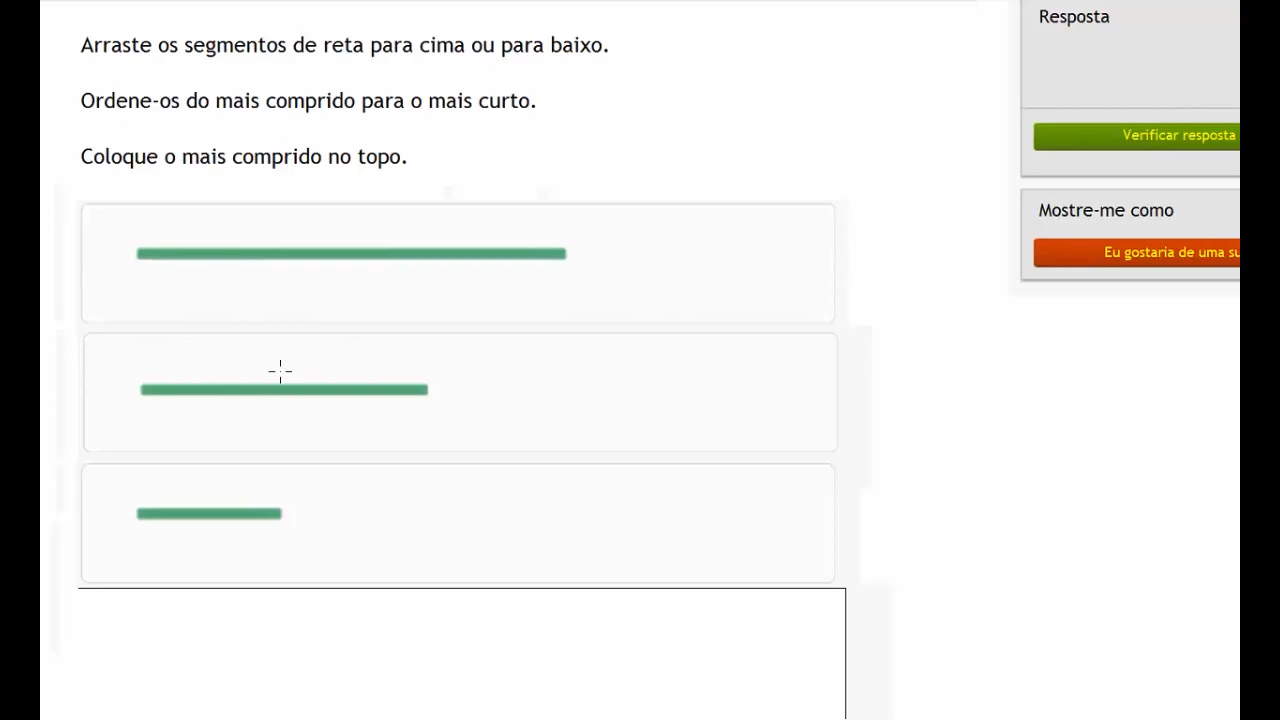 Arraste os segmentos de reta para cima ou para baixo.
Ordene-os do mais comprido para o mais curto.
Coloque o mais comprido no topo.
Resposta
Verificar resposta
Mostre-me como
Eu gostaria de uma su